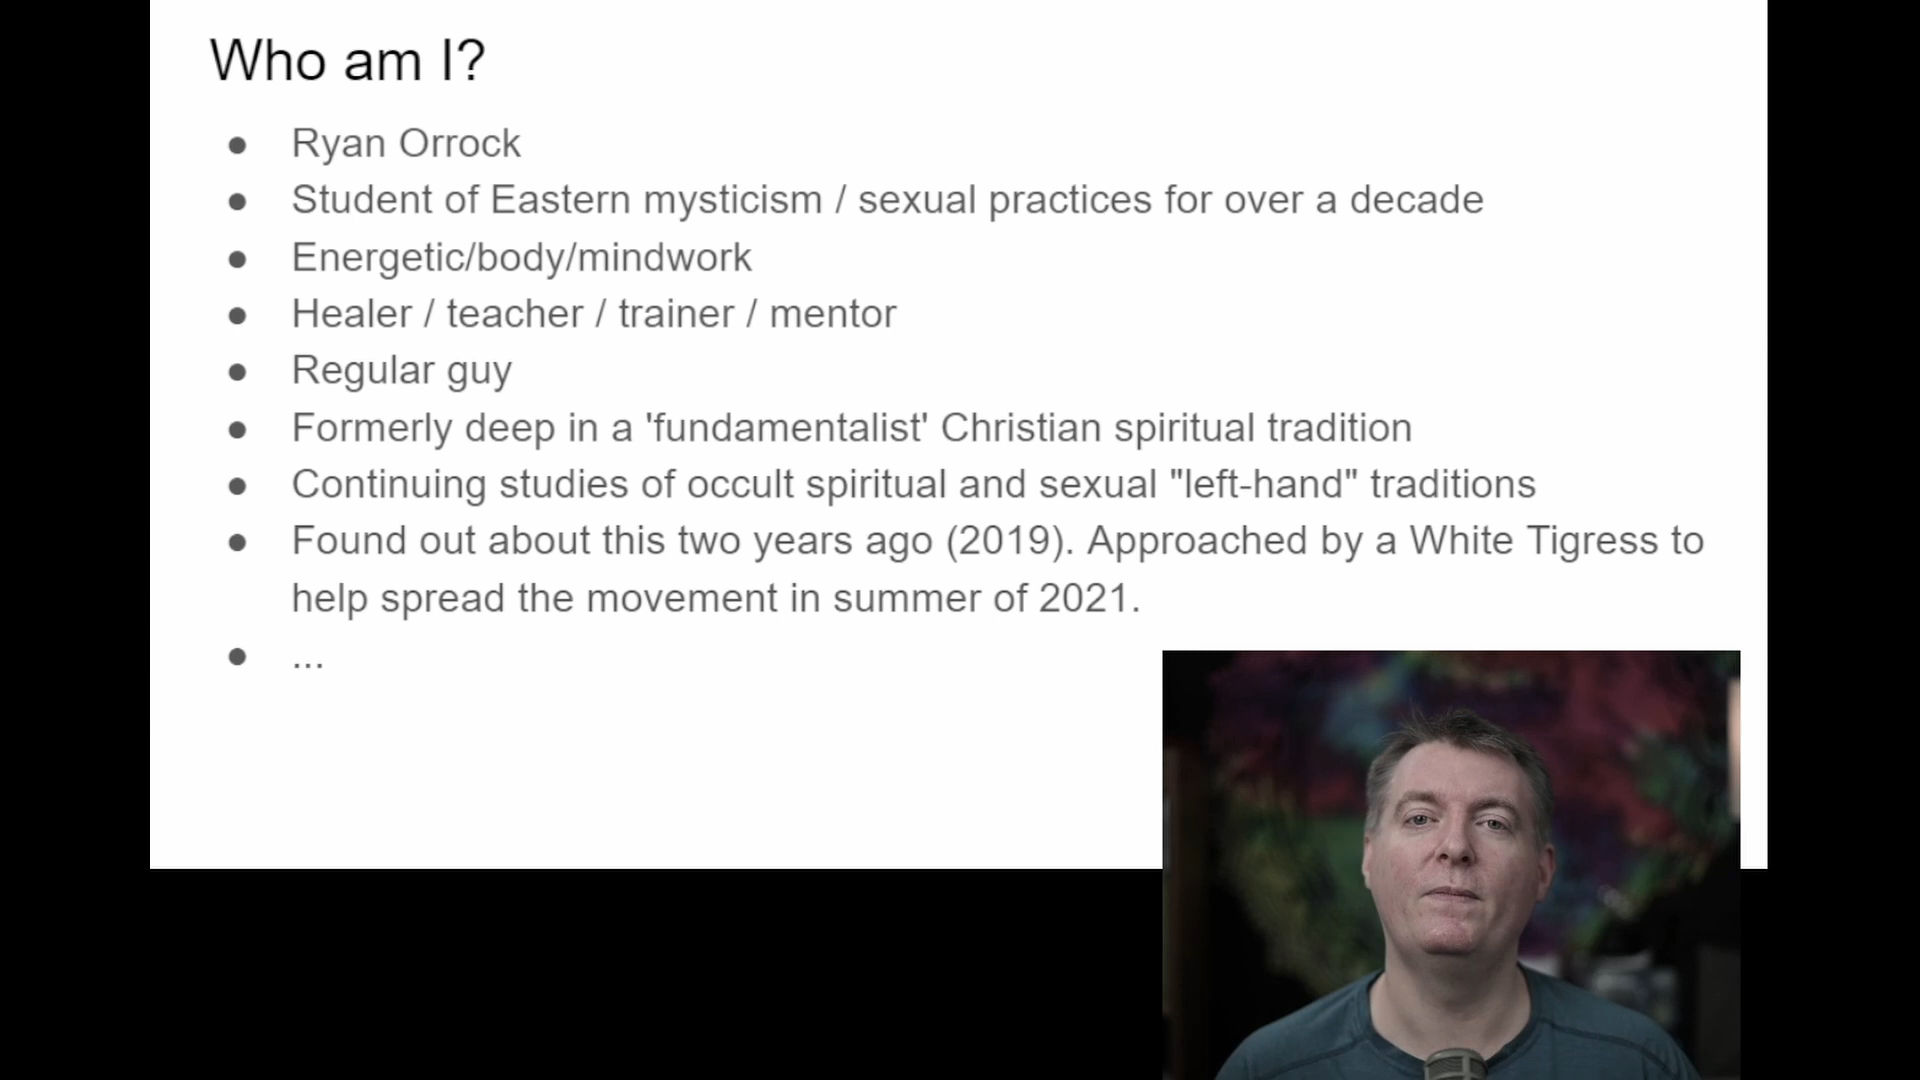 Who am I?
● Ryan Orrock
● Student of Eastern mysticism / sexual practices for over a decade
● Energetic/body/mindwork
● Healer / teacher / trainer / mentor
● Regular guy
● Formerly deep in a 'fundamentalist' Christian spiritual tradition
● Continuing studies of occult spiritual and sexual "left-hand" traditions
● Found out about this two years ago (2019). Approached by a White Tigress to
help spread the movement in summer of 2021.
● ...